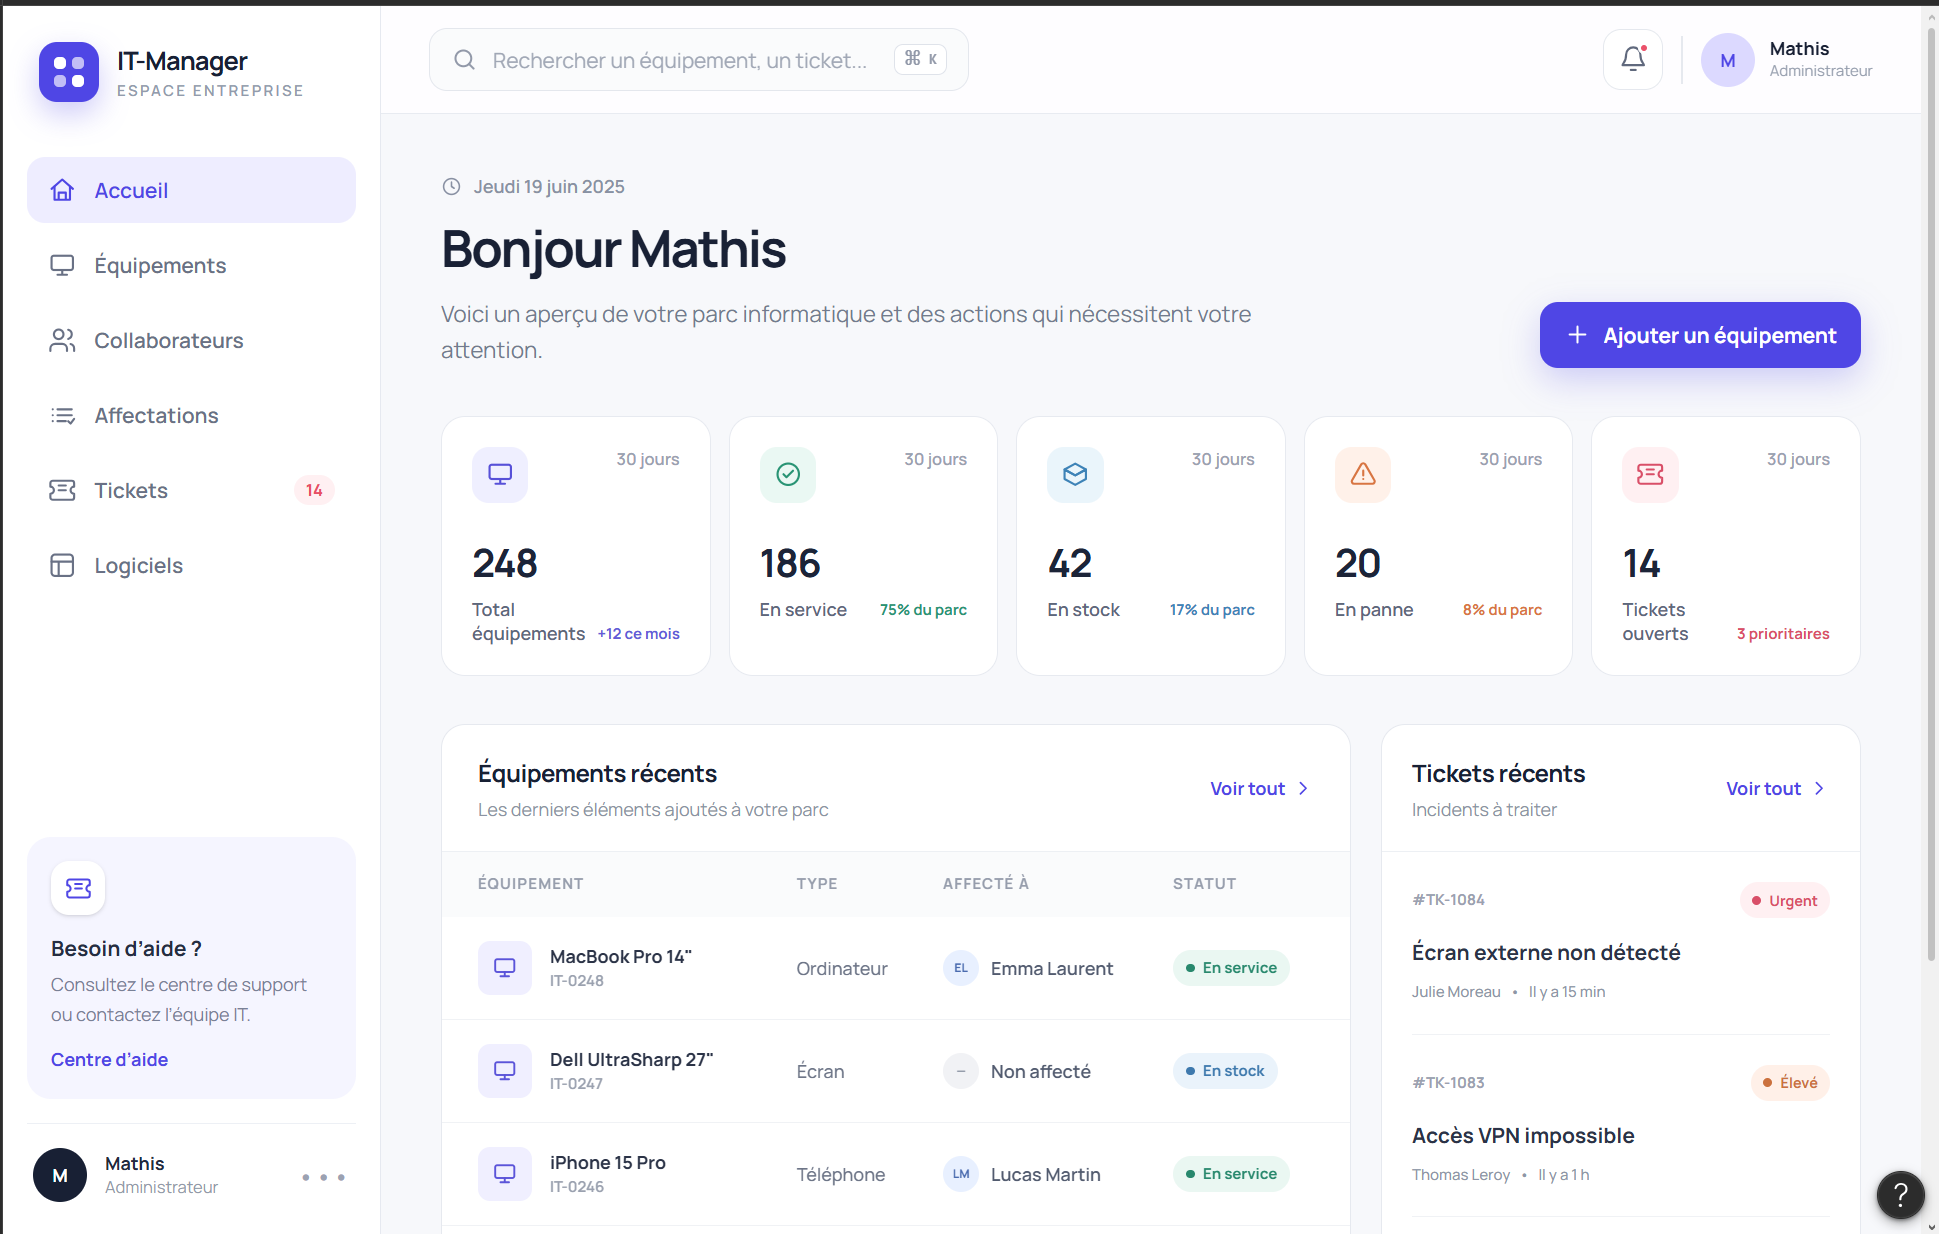 IT-Manager
ESPACE ENTREPRISE
Accueil
Équipements
Collaborateurs
Affectations
Tickets 14
Logiciels
Besoin d’aide ?
Consultez le centre de support
ou contactez l’équipe IT.
Centre d’aide
M
Mathis
Administrateur
Rechercher un équipement, un ticket... ⌘ K
M
Mathis
Administrateur
Jeudi 19 juin 2025
Bonjour Mathis
Voici un aperçu de votre parc informatique et des actions qui nécessitent votre
attention.
+ Ajouter un équipement
30 jours
248
Total
équipements +12 ce mois
30 jours
186
En service 75% du parc
30 jours
42
En stock 17% du parc
30 jours
20
En panne 8% du parc
30 jours
14
Tickets
ouverts 3 prioritaires
Équipements récents
Les derniers éléments ajoutés à votre parc
Voir tout
ÉQUIPEMENT TYPE AFFECTÉ À STATUT
MacBook Pro 14"
IT-0248
Ordinateur EL Emma Laurent En service
Dell UltraSharp 27"
IT-0247
Écran – Non affecté En stock
iPhone 15 Pro
IT-0246
Téléphone LM Lucas Martin En service
Tickets récents
Incidents à traiter
Voir tout
#TK-1084 Urgent
Écran externe non détecté
Julie Moreau • Il y a 15 min
#TK-1083 Élevé
Accès VPN impossible
Thomas Leroy • Il y a 1 h
?